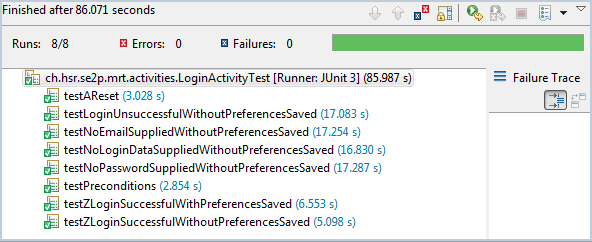 Finished after 86.071 seconds
Runs: 8/8 Errors: 0 Failures: 0
ch.hsr.se2p.mrt.activities.LoginActivityTest [Runner: JUnit 3] (85.987 s)
Failure Trace
testAReset (3.028 s)
testLoginUnsuccessfulWithoutPreferencesSaved (17.083 s)
testNoEmailSuppliedWithoutPreferencesSaved (17.254 s)
testNoLoginDataSuppliedWithoutPreferencesSaved (16.830 s)
testNoPasswordSuppliedWithoutPreferencesSaved (17.287 s)
testPreconditions (2.854 s)
testZLoginSuccessfulWithPreferencesSaved (6.553 s)
testZLoginSuccessfulWithoutPreferencesSaved (5.098 s)